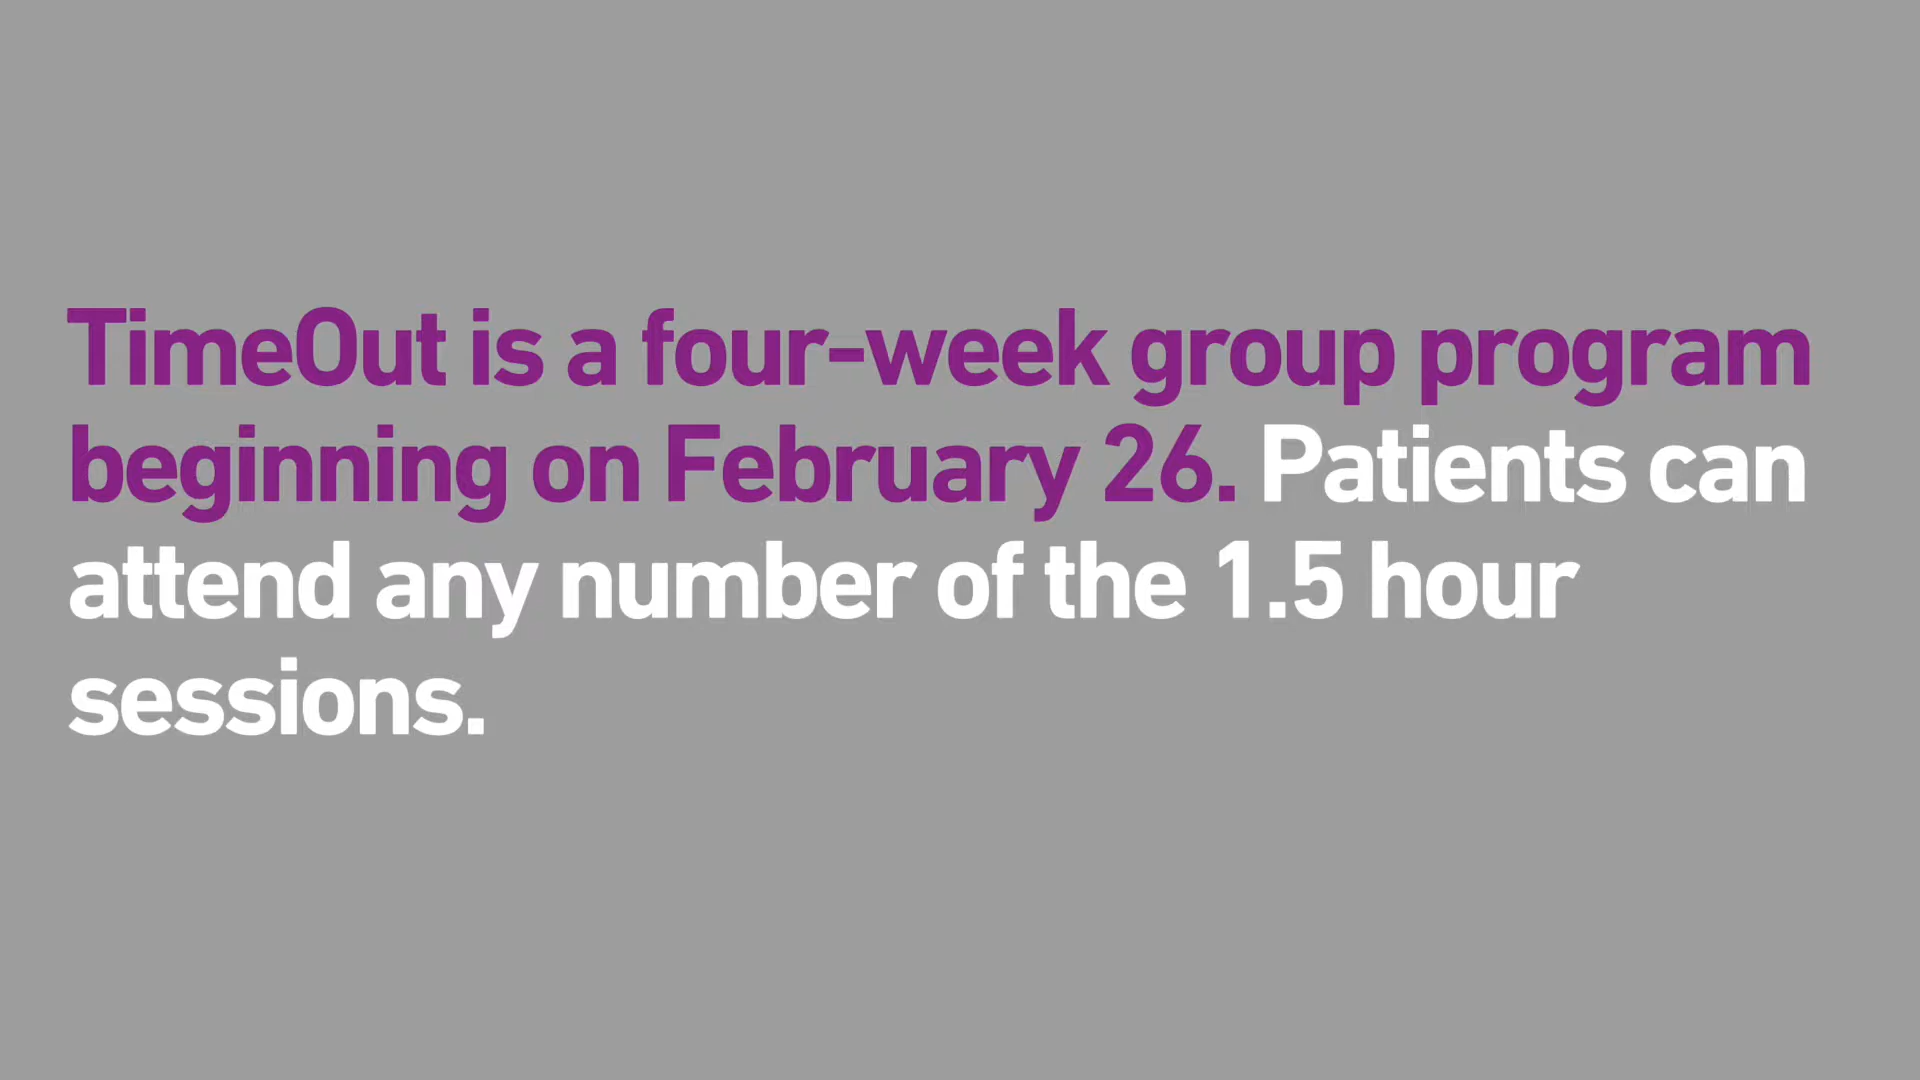 TimeOut is a four-week group program
beginning on February 26. Patients can
attend any number of the 1.5 hour
sessions.